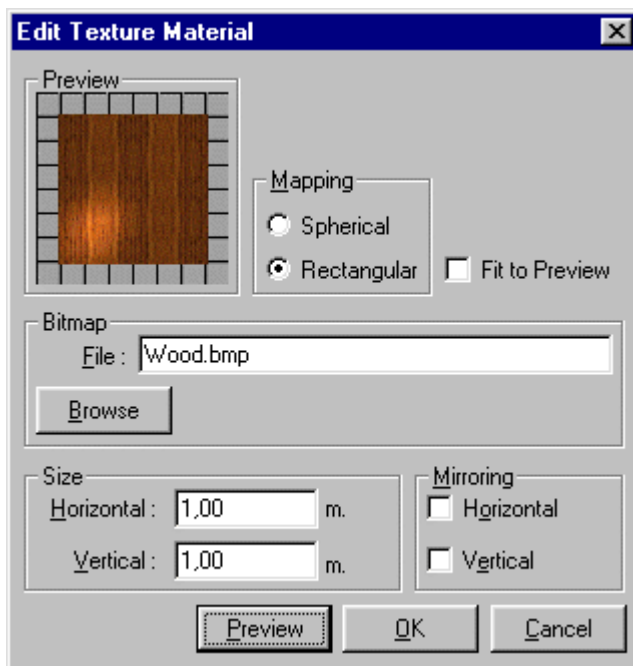 Edit Texture Material
Preview
Mapping
Spherical
Rectangular
Fit to Preview
Bitmap
File : Wood.bmp
Browse
Size
Horizontal : 1,00 m.
Vertical : 1,00 m.
Mirroring
Horizontal
Vertical
Preview OK Cancel